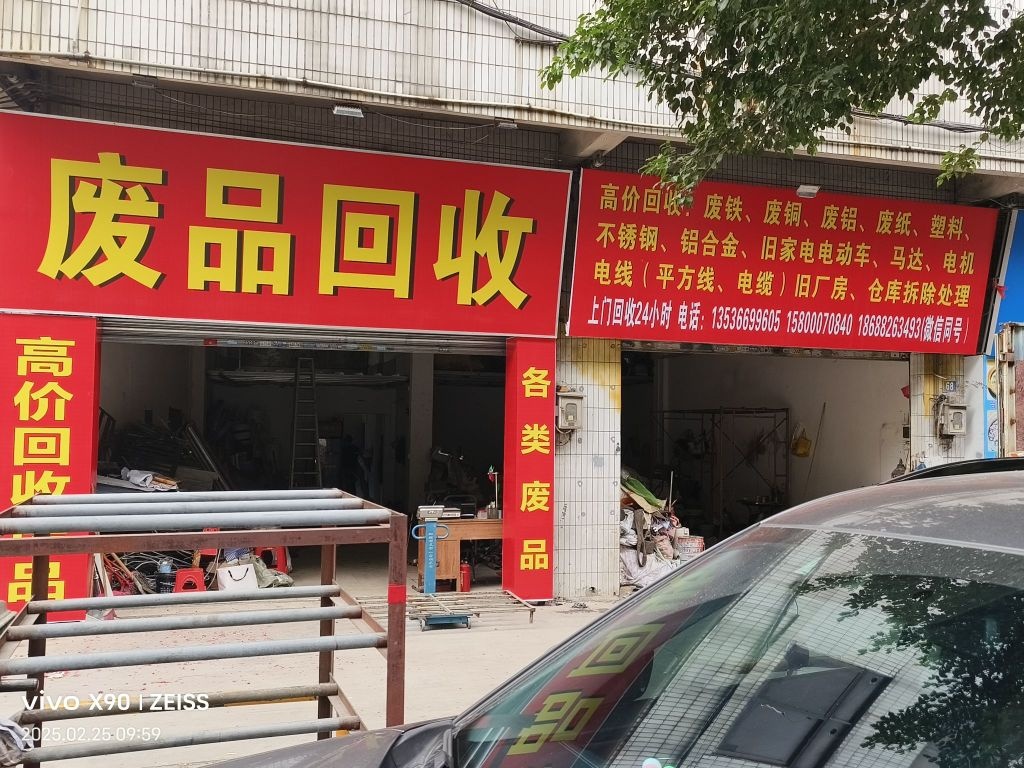 废品回收
高价回收：废铁、废铜、废铝、废纸、塑料、
不锈钢、铝合金、旧家电电动车、马达、电机
电线（平方线、电缆）旧厂房、仓库拆除处理
上门回收24小时 电话：13536699605 15800070840 18688263493(微信同号)
高价回收
品
各类废品
68
回
品
vivo X90 | ZEISS
2025.02.25 09:59